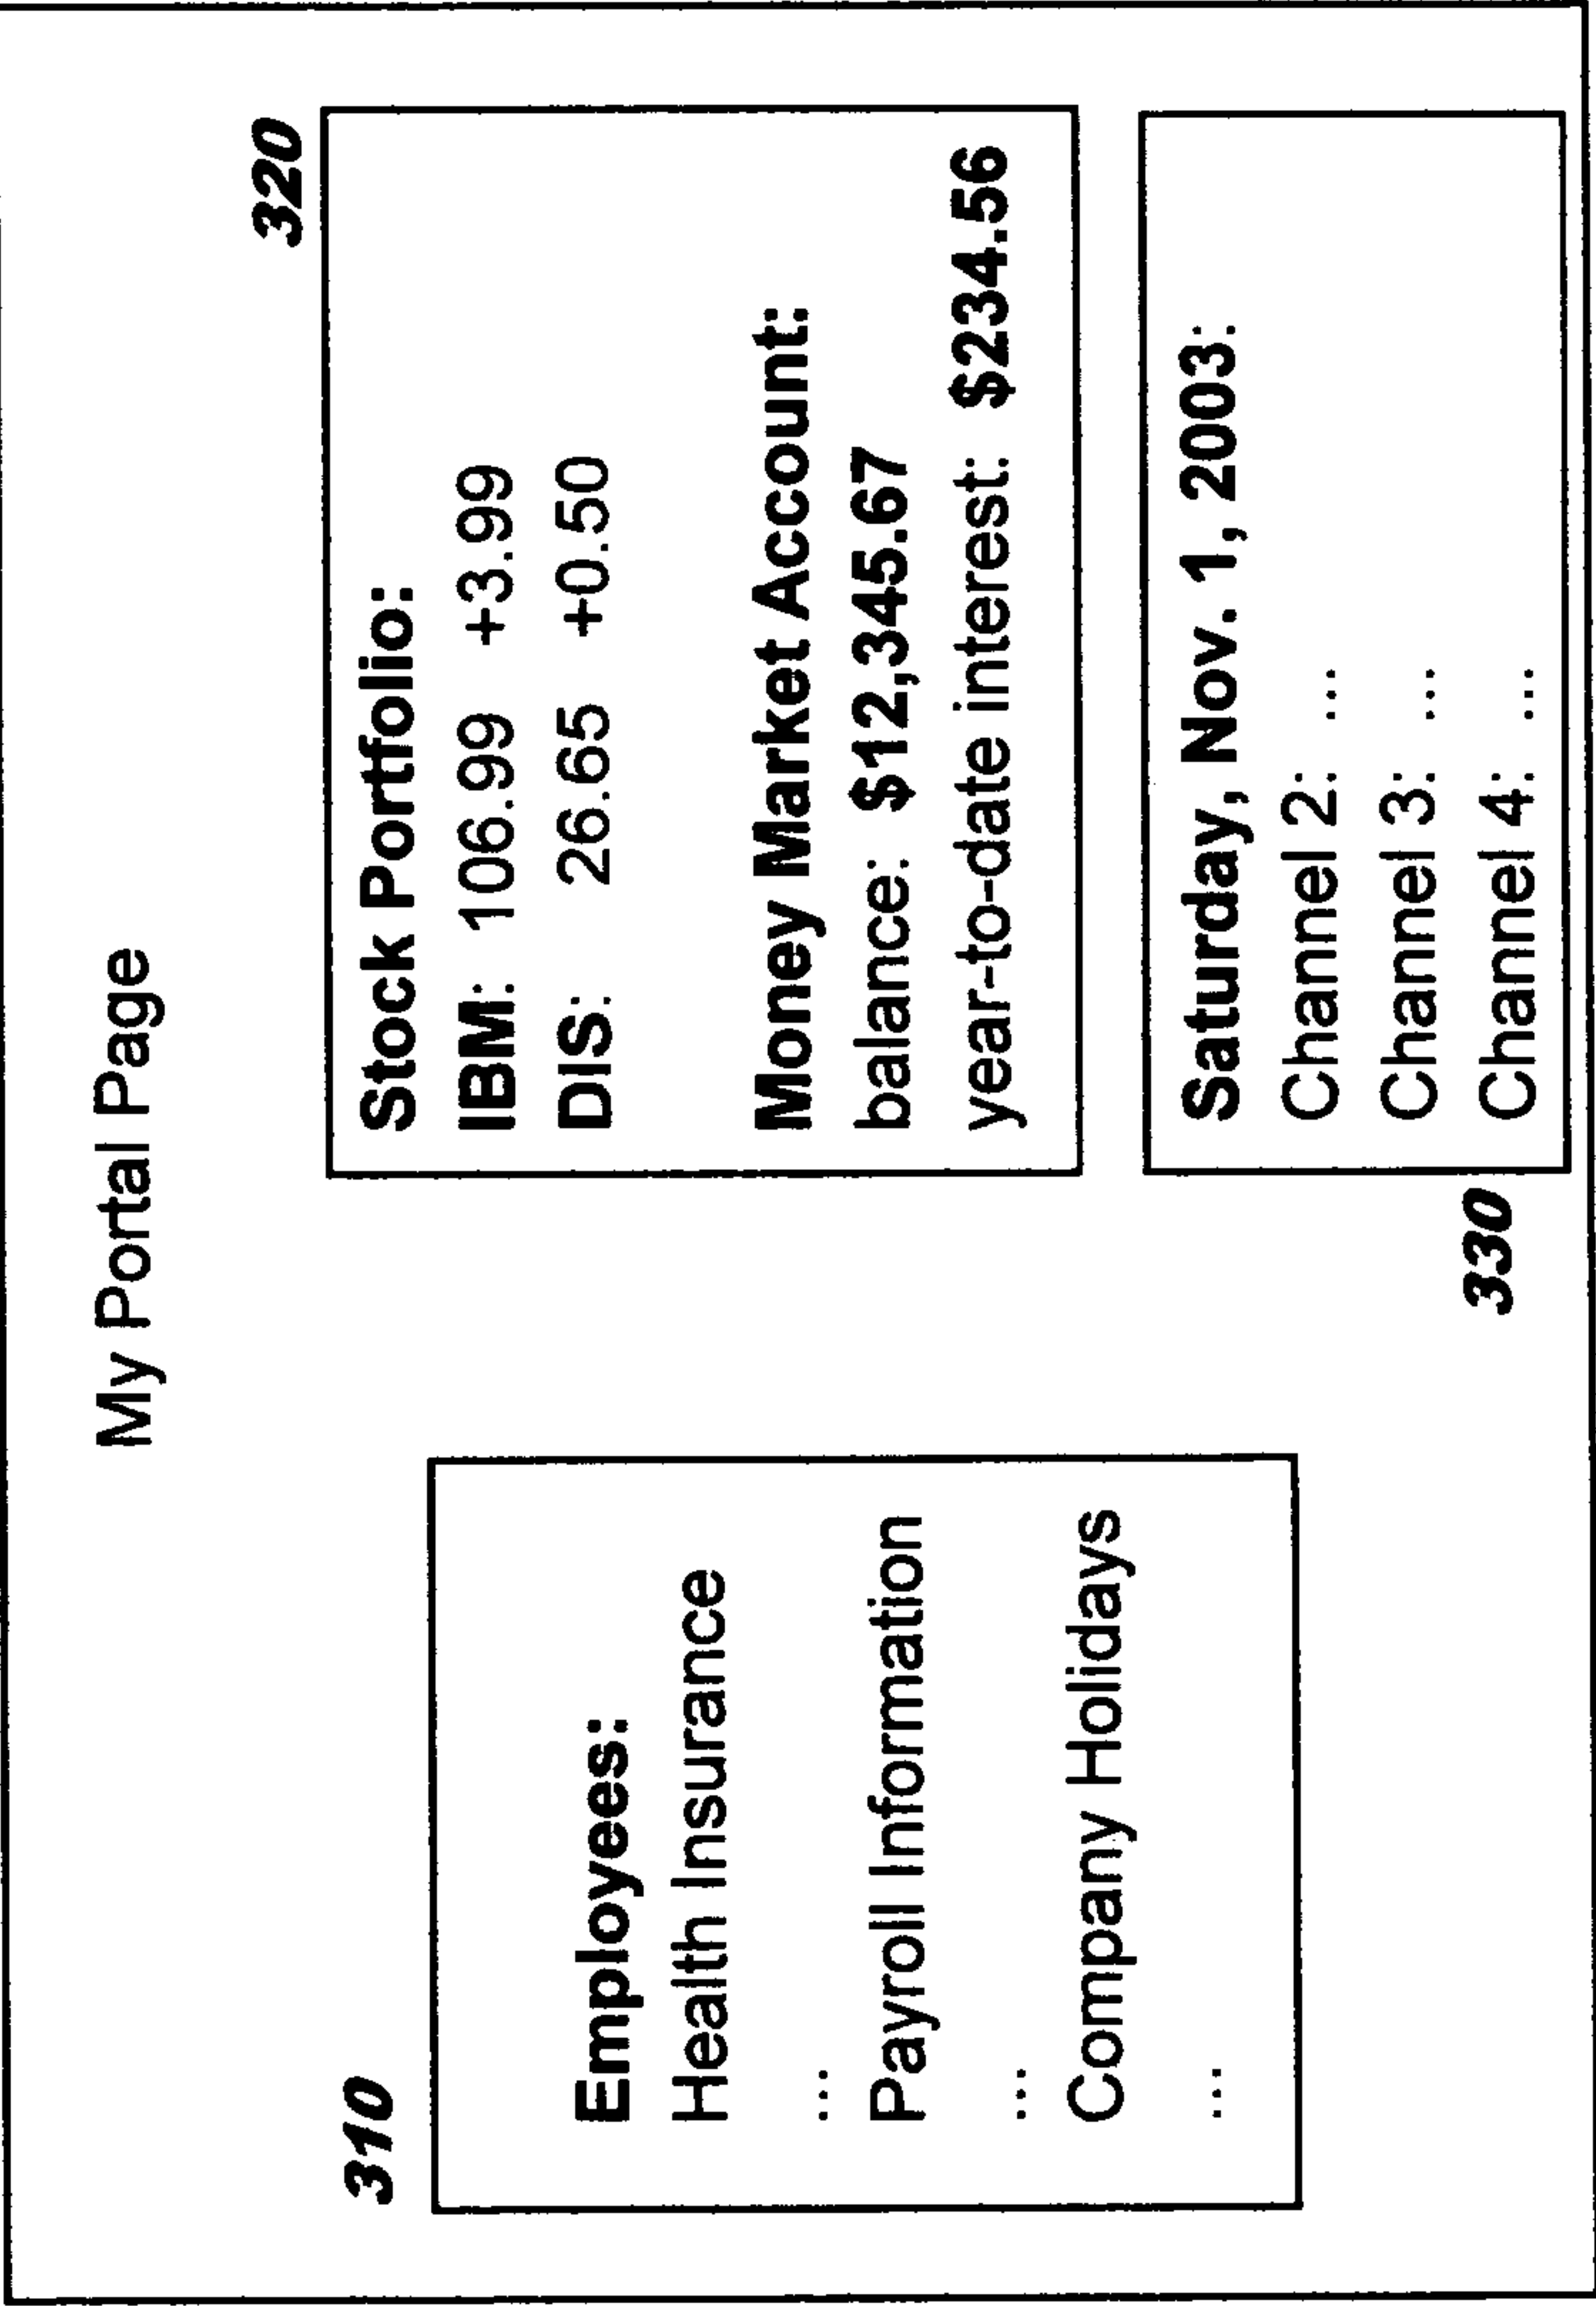 My Portal Page
310
Employees:
Health Insurance
...
Payroll Information
...
Company Holidays
...
320
Stock Portfolio:
IBM: 106.99 +3.99
DIS: 26.65 +0.50
Money Market Account:
balance: $12,345.67
year-to-date interest: $234.56
330
Saturday, Nov. 1, 2003:
Channel 2: ...
Channel 3: ...
Channel 4: ...